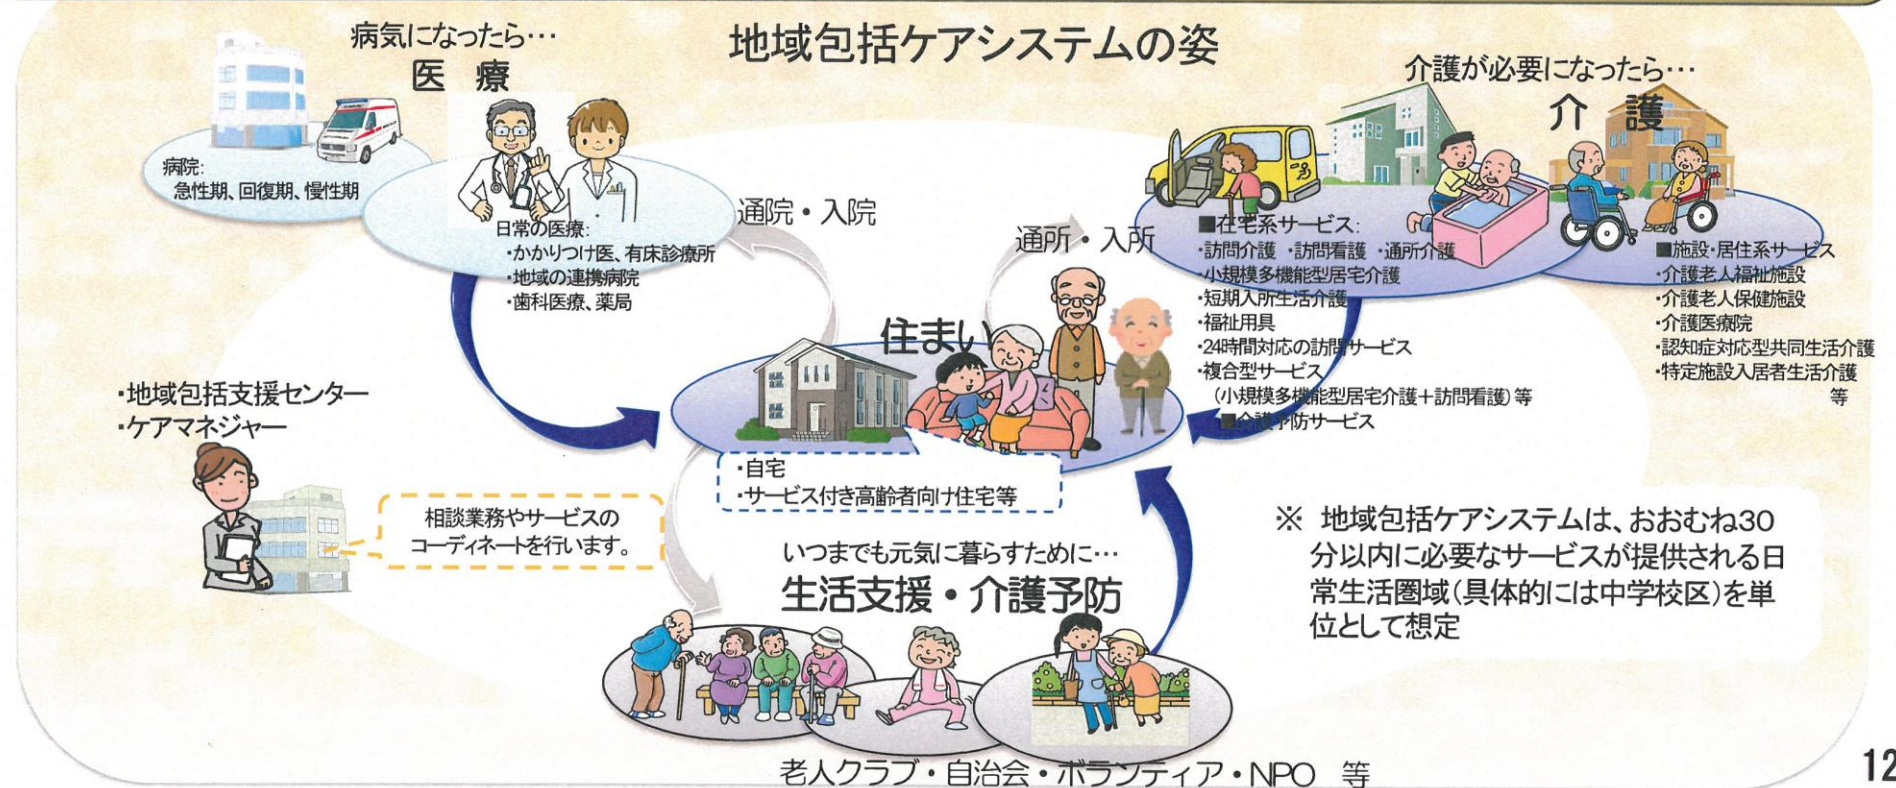 地域包括ケアシステムの姿
病気になったら…
医 療
病院:
急性期、回復期、慢性期
日常の医療:
・かかりつけ医、有床診療所
・地域の連携病院
・歯科医療、薬局
通院・入院
通所・入所
介護が必要になったら…
介 護
■在宅系サービス:
・訪問介護 ・訪問看護 ・通所介護
・小規模多機能型居宅介護
・短期入所生活介護
・福祉用具
・24時間対応の訪問サービス
・複合型サービス
(小規模多機能型居宅介護+訪問看護)等
■介護予防サービス
■施設・居住系サービス
・介護老人福祉施設
・介護老人保健施設
・介護医療院
・認知症対応型共同生活介護
・特定施設入居者生活介護
等
住まい
・自宅
・サービス付き高齢者向け住宅等
・地域包括支援センター
・ケアマネジャー
相談業務やサービスの
コーディネートを行います。
いつまでも元気に暮らすために…
生活支援・介護予防
老人クラブ・自治会・ボランティア・NPO 等
※ 地域包括ケアシステムは、おおむね30
分以内に必要なサービスが提供される日
常生活圏域(具体的には中学校区)を単
位として想定
12